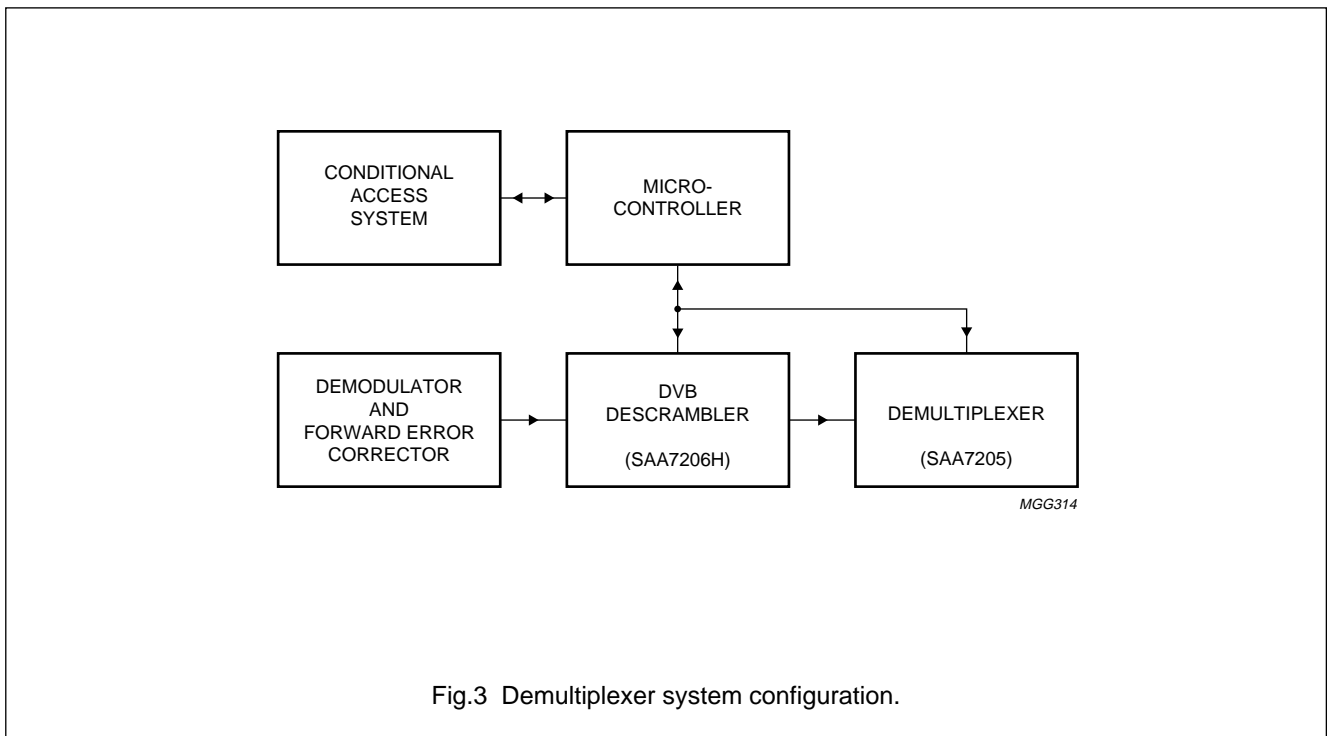 CONDITIONAL
ACCESS
SYSTEM
MICRO-
CONTROLLER
DEMODULATOR
AND
FORWARD ERROR
CORRECTOR
DVB
DESCRAMBLER
(SAA7206H)
DEMULTIPLEXER
(SAA7205)
MGG314
Fig.3 Demultiplexer system configuration.